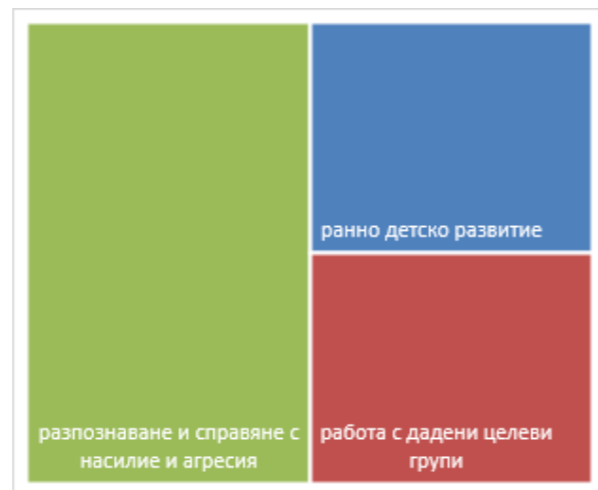 ранно детско развитие
разпознаване и справяне с
насилие и агресия
работа с дадени целеви
групи